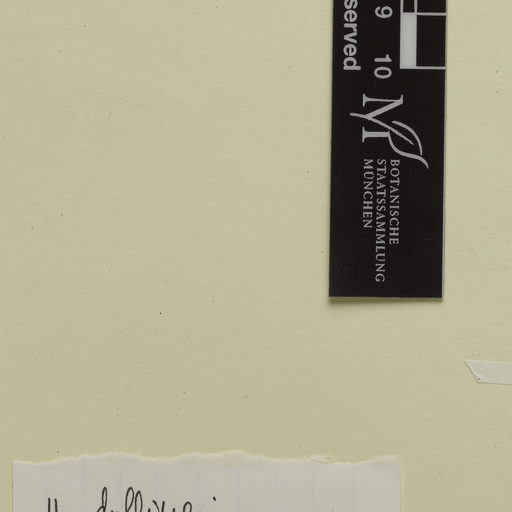 served
9 10
M
BOTANISCHE
STAATSSAMMLUNG
MÜNCHEN